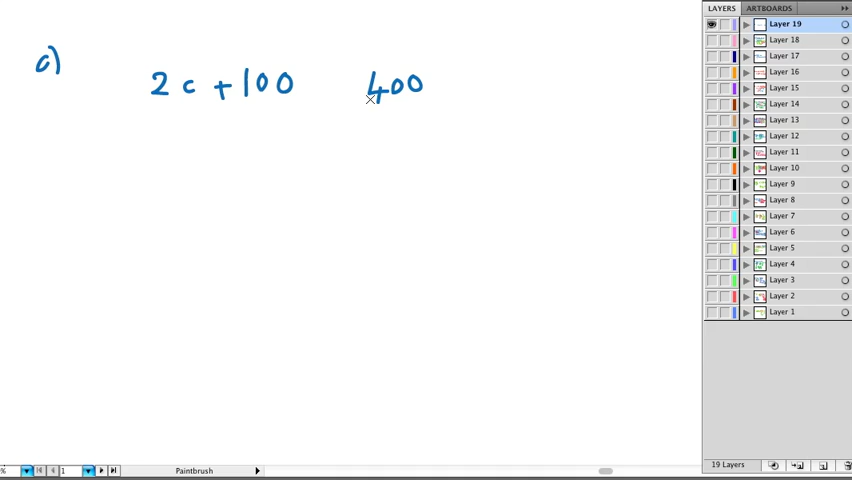 LAYERS ARTBOARDS
Layer 19
a)
Layer 18
Layer 17
2c +100 400
Layer 16
Layer 15
Layer 14
Layer 13
Layer 12
Layer 11
Layer 10
Layer 9
Layer 8
Layer 7
Layer 6
Layer 5
Layer 4
Layer 3
Layer 2
Layer 1
% 1 Paintbrush 19 Layers